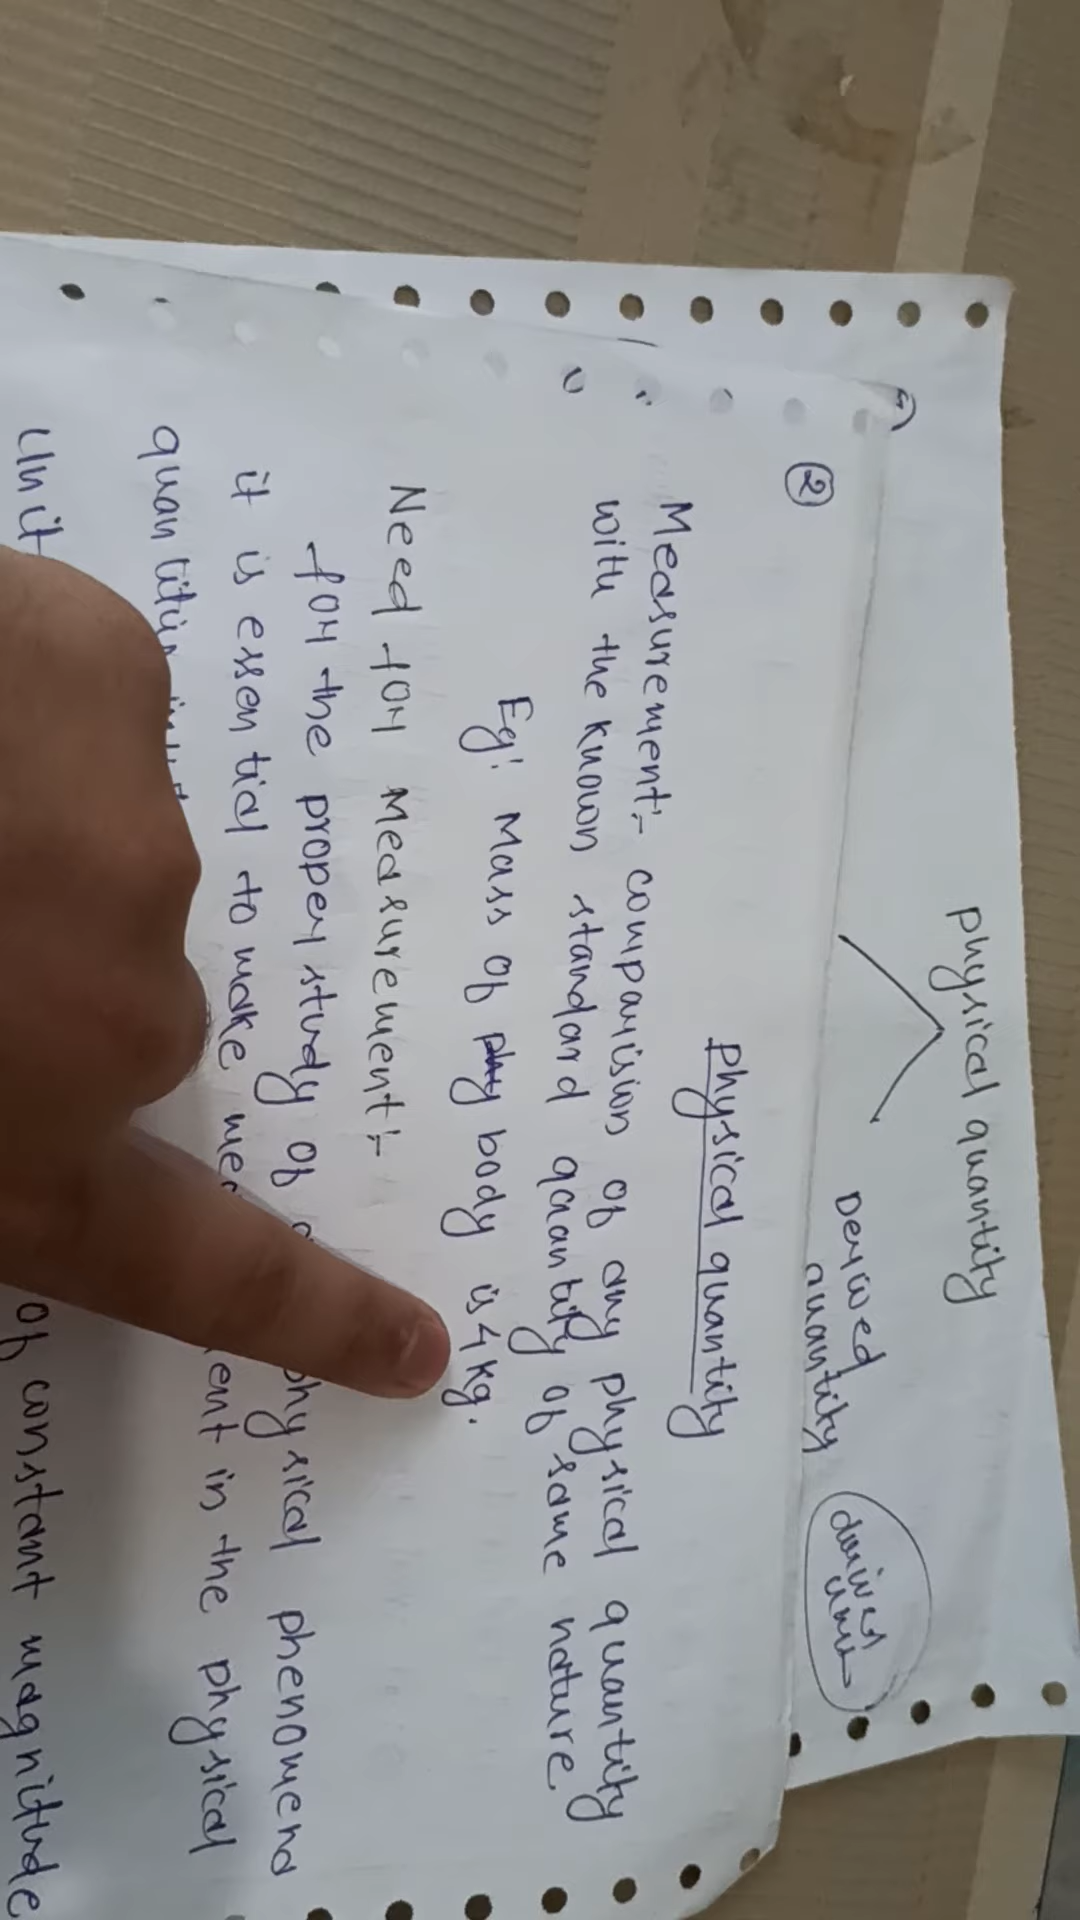 physical quantity
Derived
quantity
derived
unit
②
physical quantity
Measurement:- comparision of any physical quantity
with the known standard quantity of same nature.
Eg: Mass of body is 4 kg.
Need for Measurement:-
for the proper study of physical phenomena
it is essential to make in the physical
Unit of constant magnitude